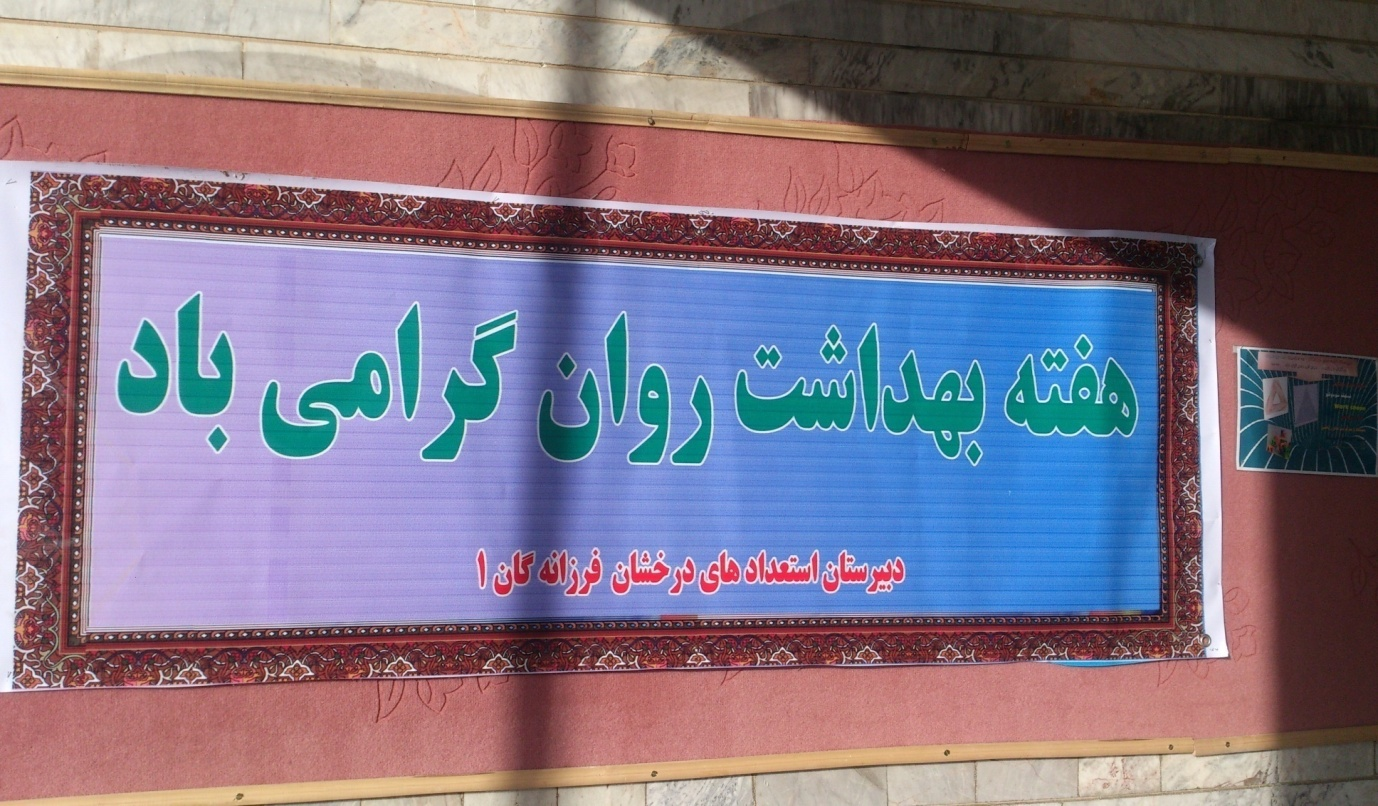 هفته بهداشت روان گرامی باد
دبیرستان استعداد های درخشان فرزانه گان ۱